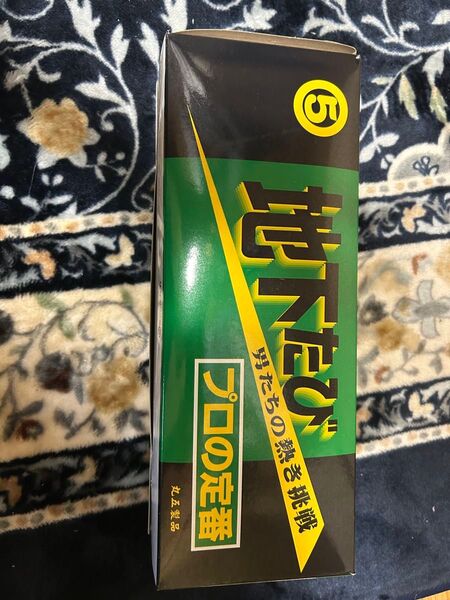 ⑤
地下たび
男たちの熱き挑戦
プロの定番
丸五製品